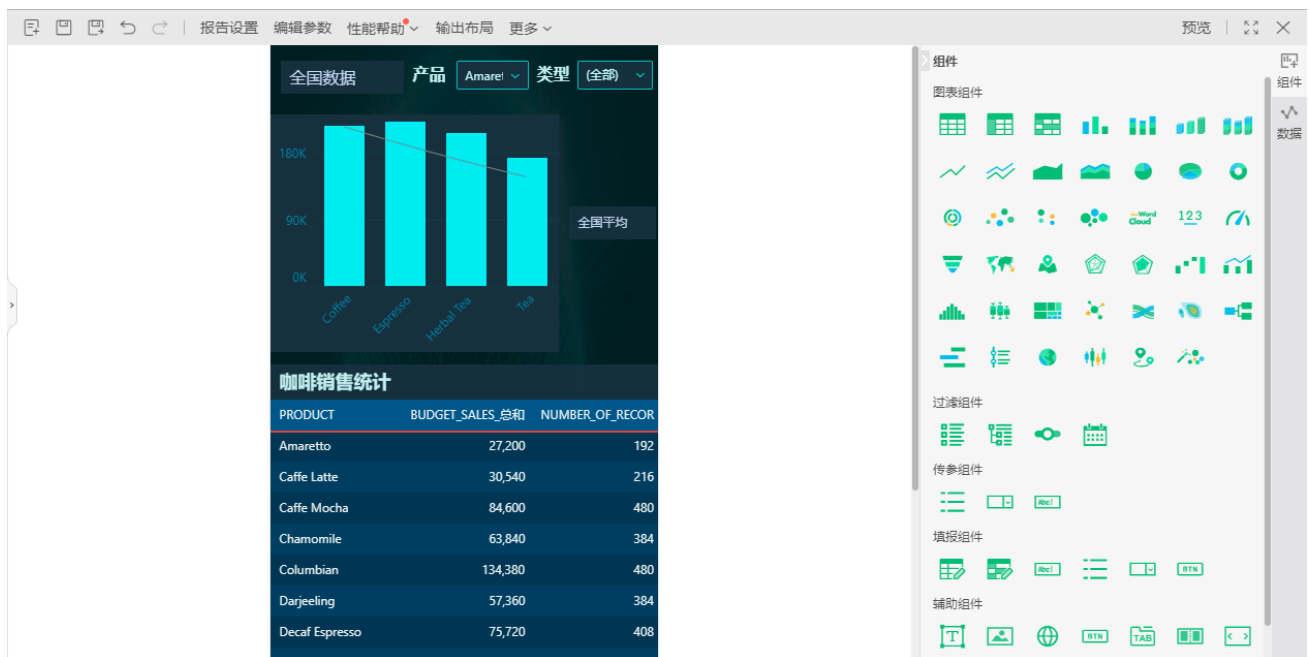 报告设置 编辑参数 性能帮助 输出布局 更多 预览
全国数据 产品 Amaret 类型 (全部)
180K
90K
0K
Coffee Espresso Herbal Tea Tea
全国平均
咖啡销售统计
PRODUCT BUDGET_SALES_总和 NUMBER_OF_RECOR
Amaretto 27,200 192
Caffe Latte 30,540 216
Caffe Mocha 84,600 480
Chamomile 63,840 384
Columbian 134,380 480
Darjeeling 57,360 384
Decaf Espresso 75,720 408
组件
图表组件
Word Cloud 123
过滤组件
传参组件
Abc
填报组件
Abc BTN
辅助组件
T BTN TAB
组件
数据